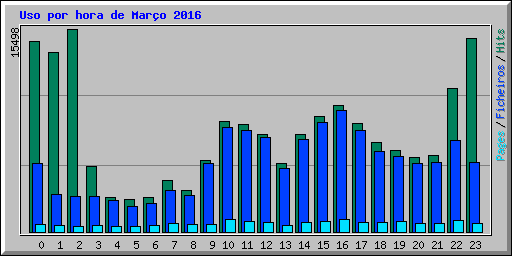 Uso por hora de Março 2016
15498
Pages / Ficheiros / Hits
0 1 2 3 4 5 6 7 8 9 10 11 12 13 14 15 16 17 18 19 20 21 22 23